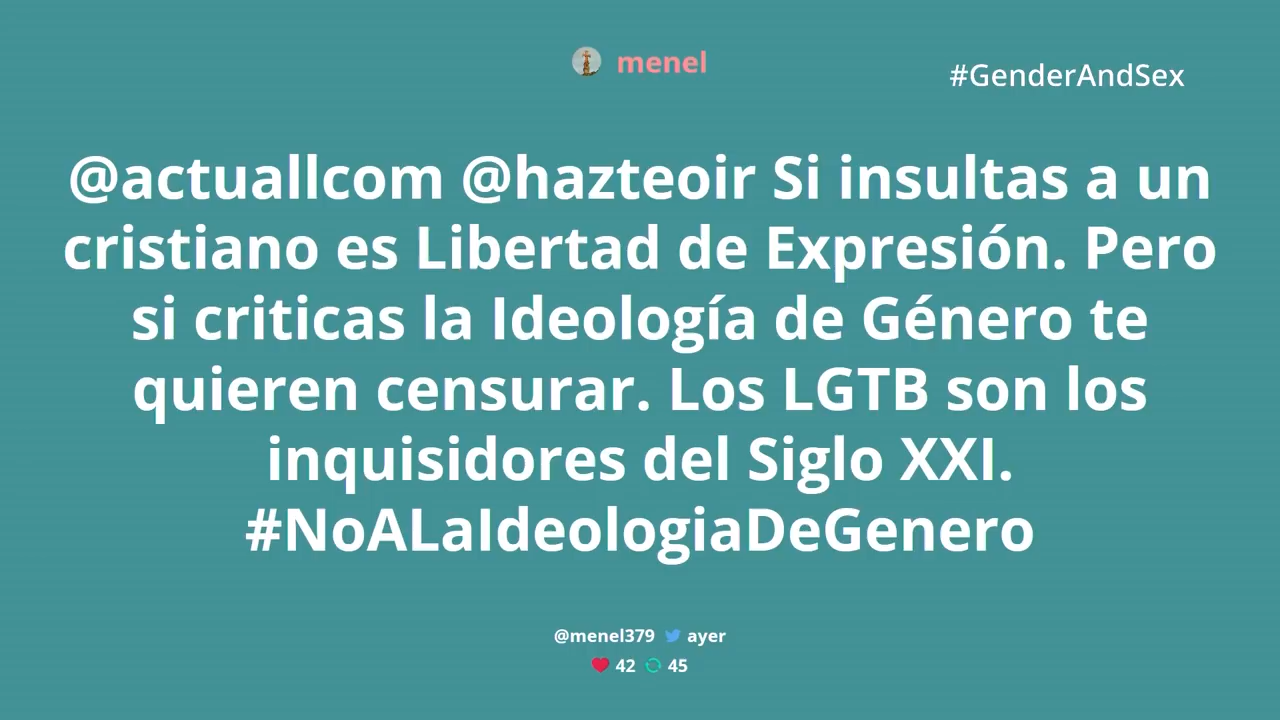 menel
#GenderAndSex
@actuallcom @hazteoir Si insultas a un
cristiano es Libertad de Expresión. Pero
si criticas la Ideología de Género te
quieren censurar. Los LGTB son los
inquisidores del Siglo XXI.
#NoALaIdeologiaDeGenero
@menel379 ayer
42 45